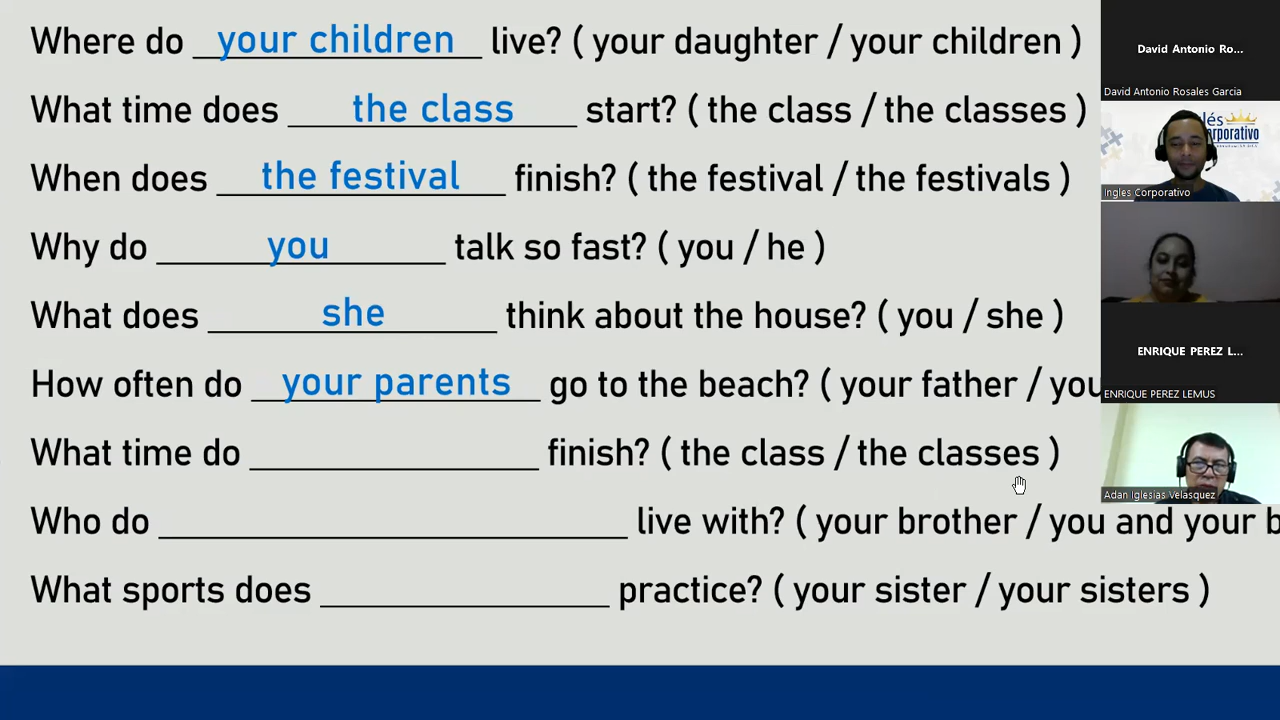 Where do your children live? ( your daughter / your children )
What time does the class start? ( the class / the classes )
When does the festival finish? ( the festival / the festivals )
Why do you talk so fast? ( you / he )
What does she think about the house? ( you / she )
How often do your parents go to the beach? ( your father / you
What time do ____________ finish? ( the class / the classes )
Who do ____________ live with? ( your brother / you and your b
What sports does ____________ practice? ( your sister / your sisters )
David Antonio Ro...
David Antonio Rosales Garcia
Ingles Corporativo
ENRIQUE PEREZ L...
ENRIQUE PEREZ LEMUS
Adan Iglesias Velasquez